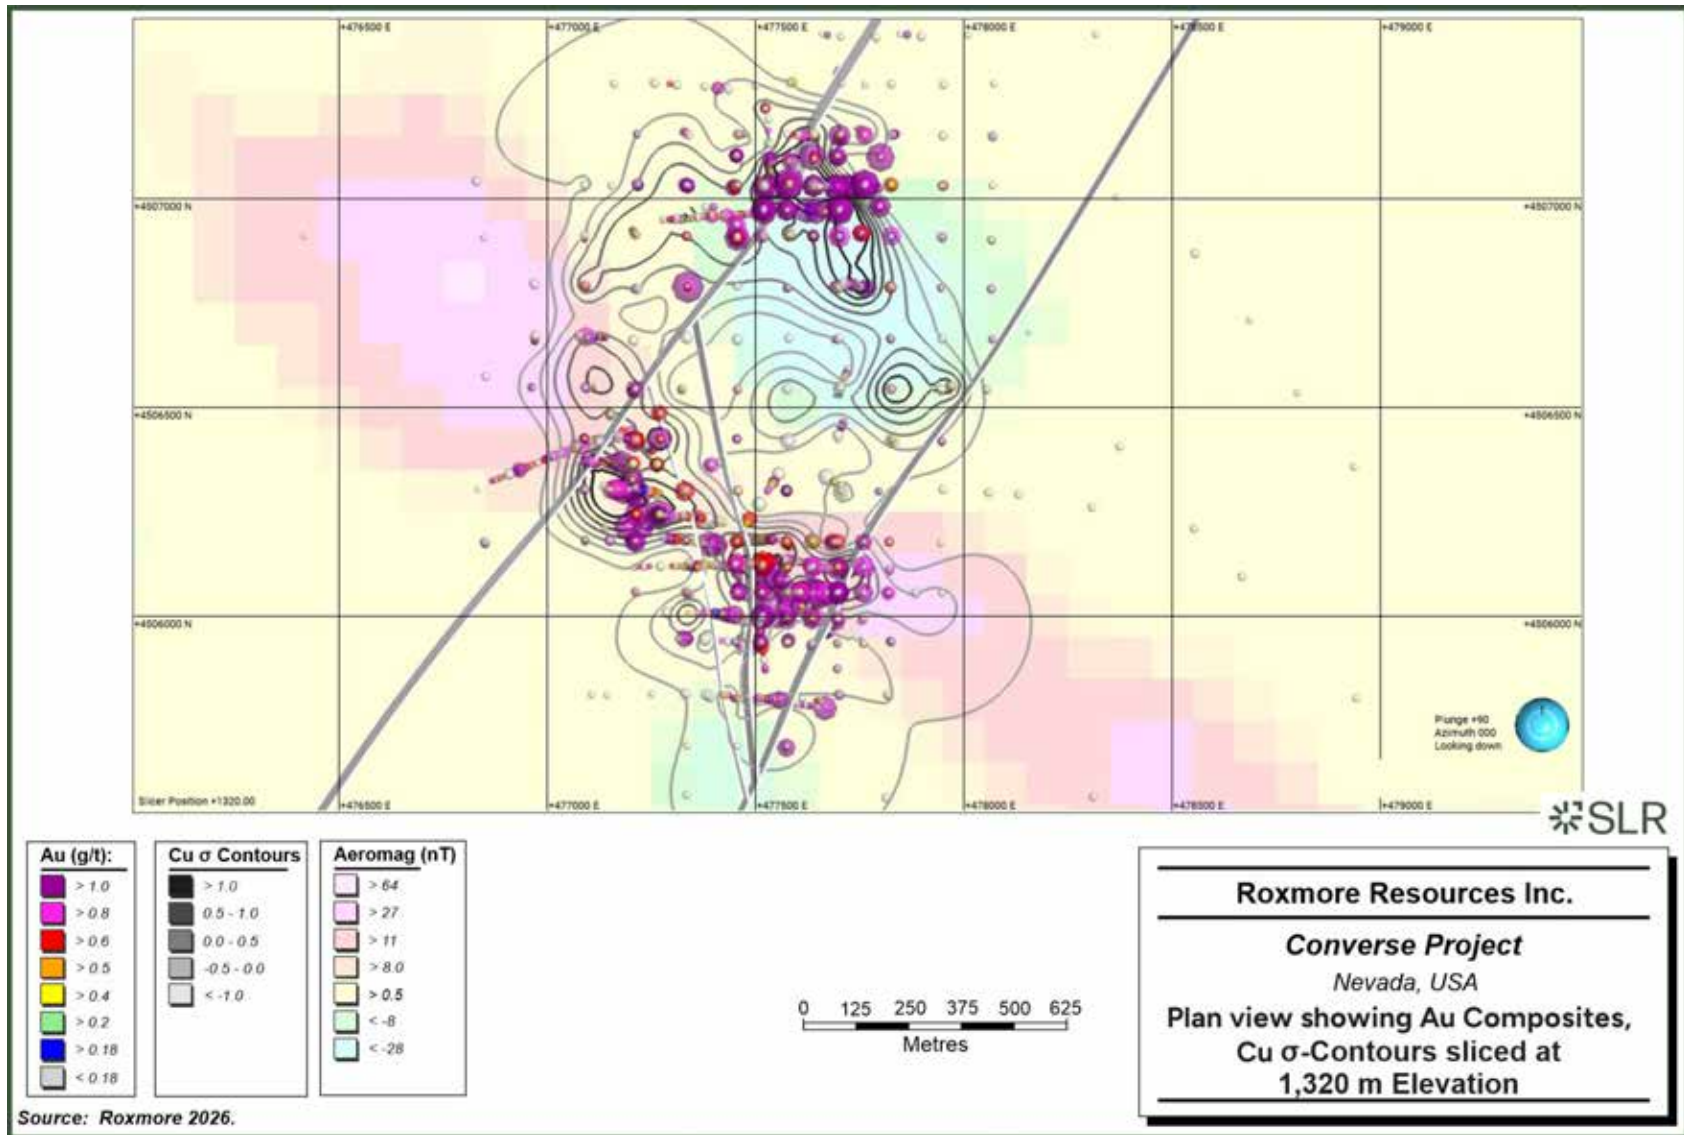 +476500 E
+477000 E
+477500 E
+478000 E
+478500 E
+479000 E
+4507000 N
+4507000 N
+4506500 N
+4506500 N
+4506000 N
+4506000 N
Plunge +90
Azimuth 000
Looking down
Slicer Position +1320.00
+476500 E
+477000 E
+477500 E
+478000 E
+478500 E
+479000 E
SLR
Au (g/t):
> 1.0
> 0.8
> 0.6
> 0.5
> 0.4
> 0.2
> 0.18
< 0.18
Cu σ Contours
> 1.0
0.5 - 1.0
0.0 - 0.5
-0.5 - 0.0
< -1.0
Aeromag (nT)
> 64
> 27
> 11
> 8.0
> 0.5
< -8
< -28
0 125 250 375 500 625
Metres
Roxmore Resources Inc.
Converse Project
Nevada, USA
Plan view showing Au Composites,
Cu σ-Contours sliced at
1,320 m Elevation
Source: Roxmore 2026.